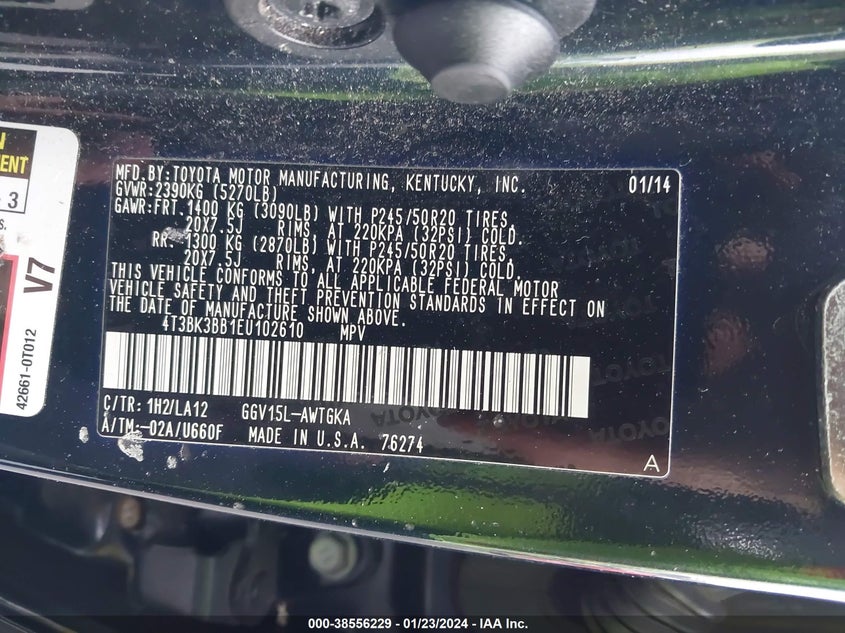 MFD.BY:TOYOTA MOTOR MANUFACTURING, KENTUCKY, INC. 01/14
GVWR:2390KG (5270LB)
GAWR:FRT. 1400 KG (3090LB) WITH P245/50R20 TIRES,
20X7.5J RIMS, AT 220KPA (32PSI) COLD.
RR. 1300 KG (2870LB) WITH P245/50R20 TIRES,
20X7.5J RIMS, AT 220KPA (32PSI) COLD.
THIS VEHICLE CONFORMS TO ALL APPLICABLE FEDERAL MOTOR
VEHICLE SAFETY AND THEFT PREVENTION STANDARDS IN EFFECT ON
THE DATE OF MANUFACTURE SHOWN ABOVE.
4T3BK3BB1EU102610 MPV
C/TR: 1H2/LA12 GGV15L-AWTGKA
A/TM:-02A/U660F MADE IN U.S.A. 76274
A
3
V7
42661-0T012
TOYOTA
000-38556229 - 01/23/2024 - IAA Inc.